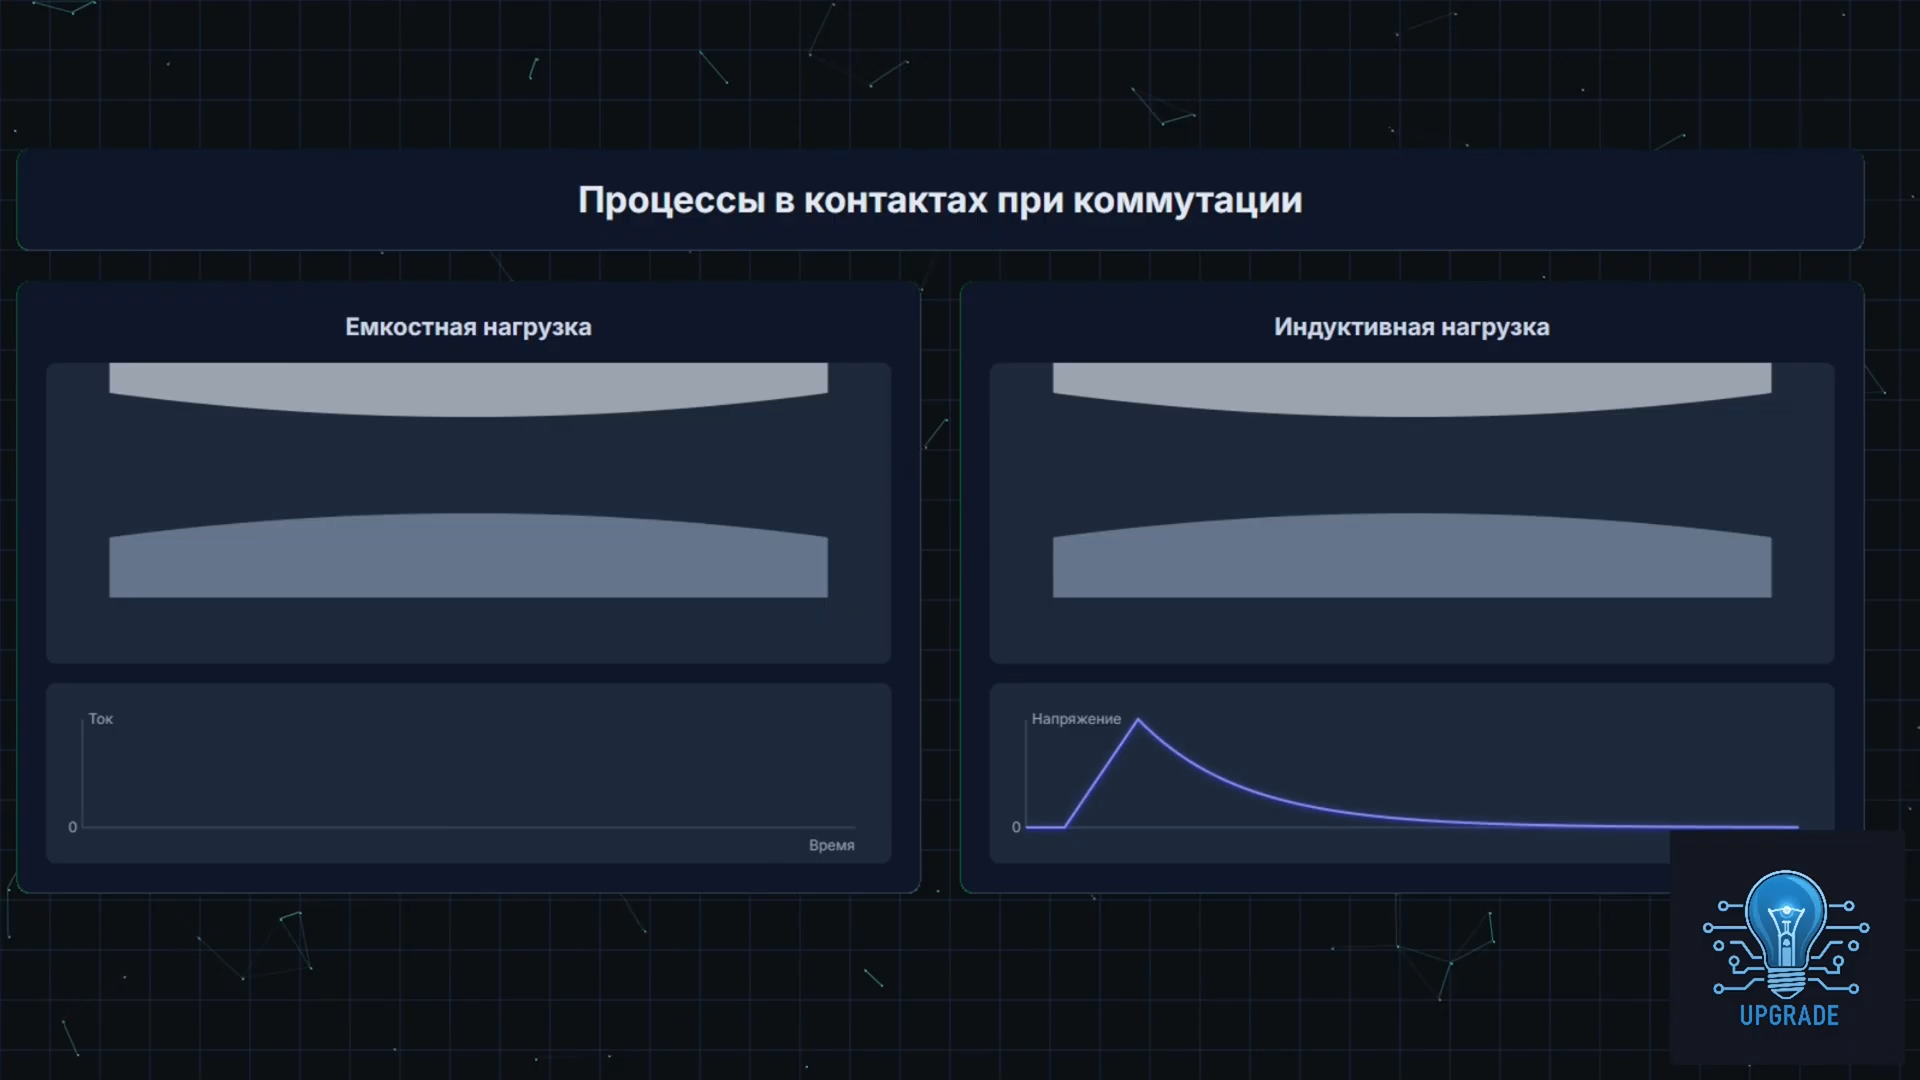 Процессы в контактах при коммутации
Емкостная нагрузка
Ток
0
Время
Индуктивная нагрузка
Напряжение
0
UPGRADE